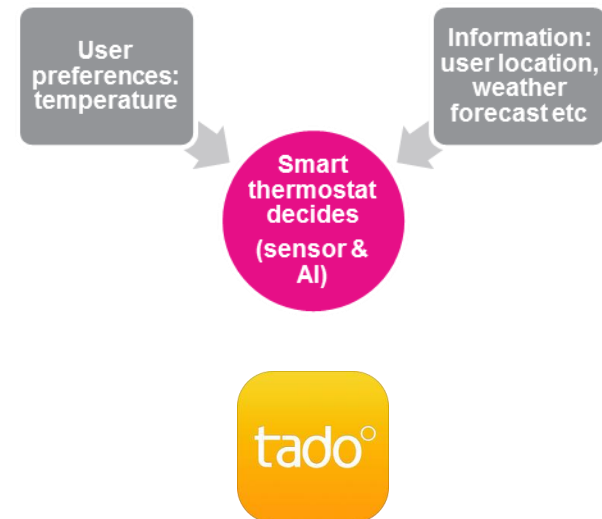 User
preferences:
temperature
Information:
user location,
weather
forecast etc
Smart
thermostat
decides
(sensor &
AI)
tado°